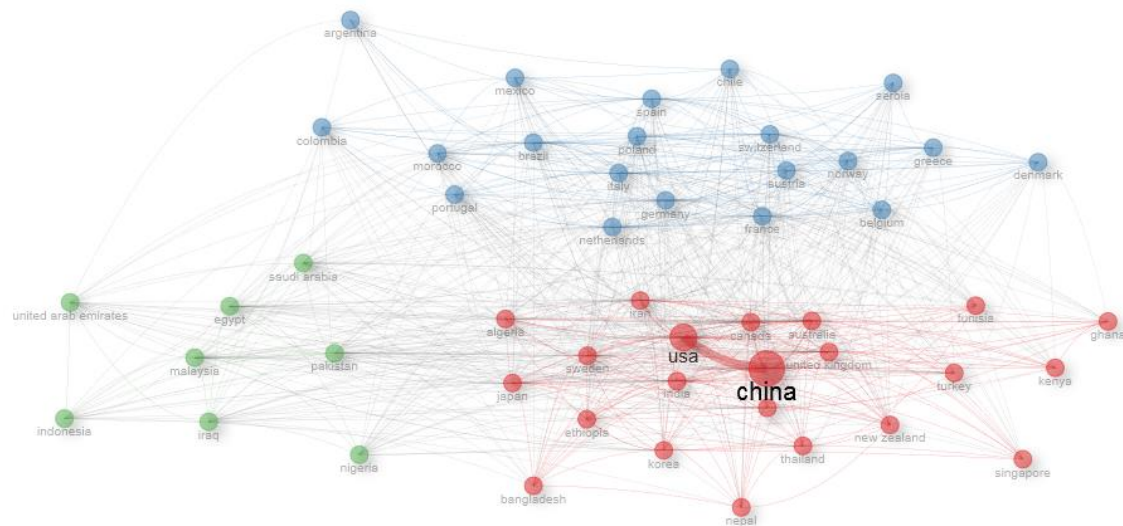 argentina
mexico
chile
spain
serbia
colombia
brazil
poland
switzerland
greece
morocco
italy
austria
norway
denmark
portugal
germany
netherlands
france
belgium
saudi arabia
united arab emirates
egypt
iran
tunisia
algeria
canada
australia
ghana
usa
malaysia
pakistan
sweden
united kingdom
japan
india
china
turkey
kenya
indonesia
iraq
ethiopia
new zealand
nigeria
korea
thailand
singapore
bangladesh
nepal